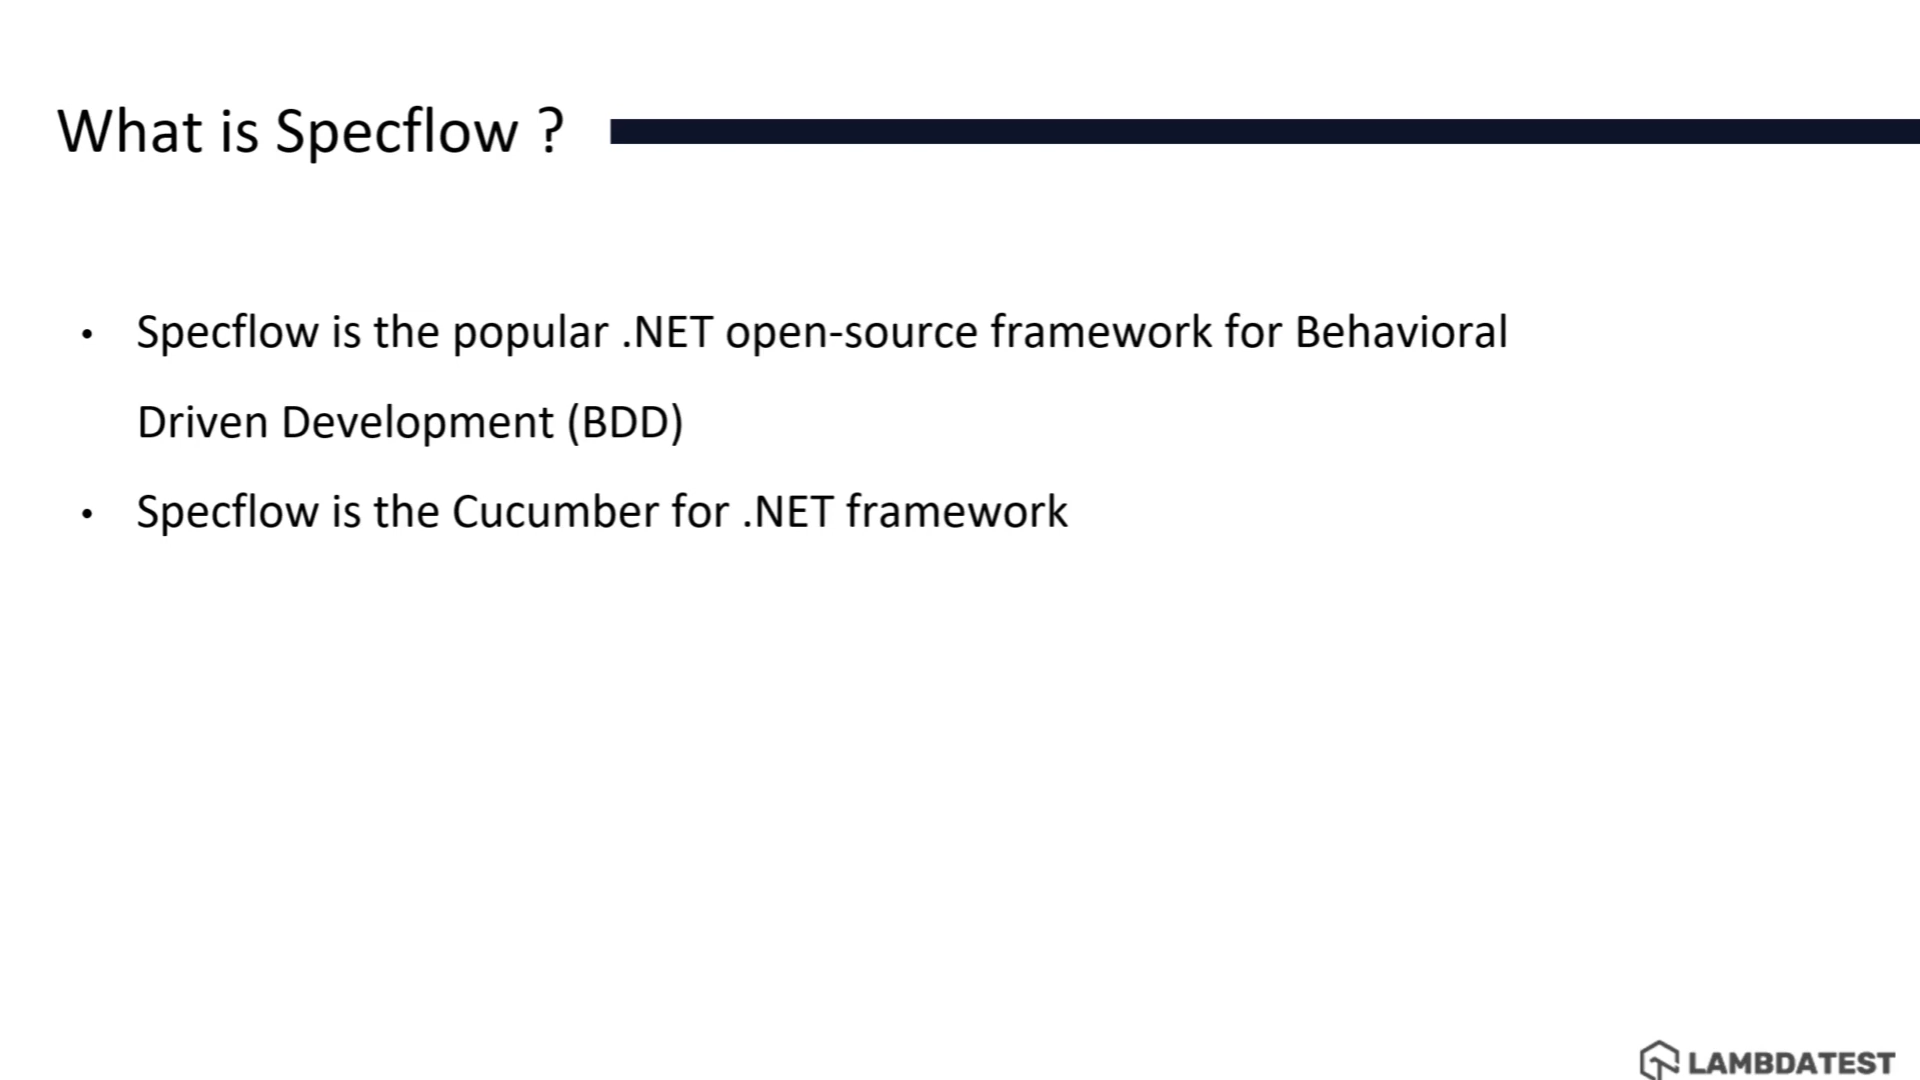 What is Specflow ?
• Specflow is the popular .NET open-source framework for Behavioral
Driven Development (BDD)
• Specflow is the Cucumber for .NET framework
LAMBDATEST